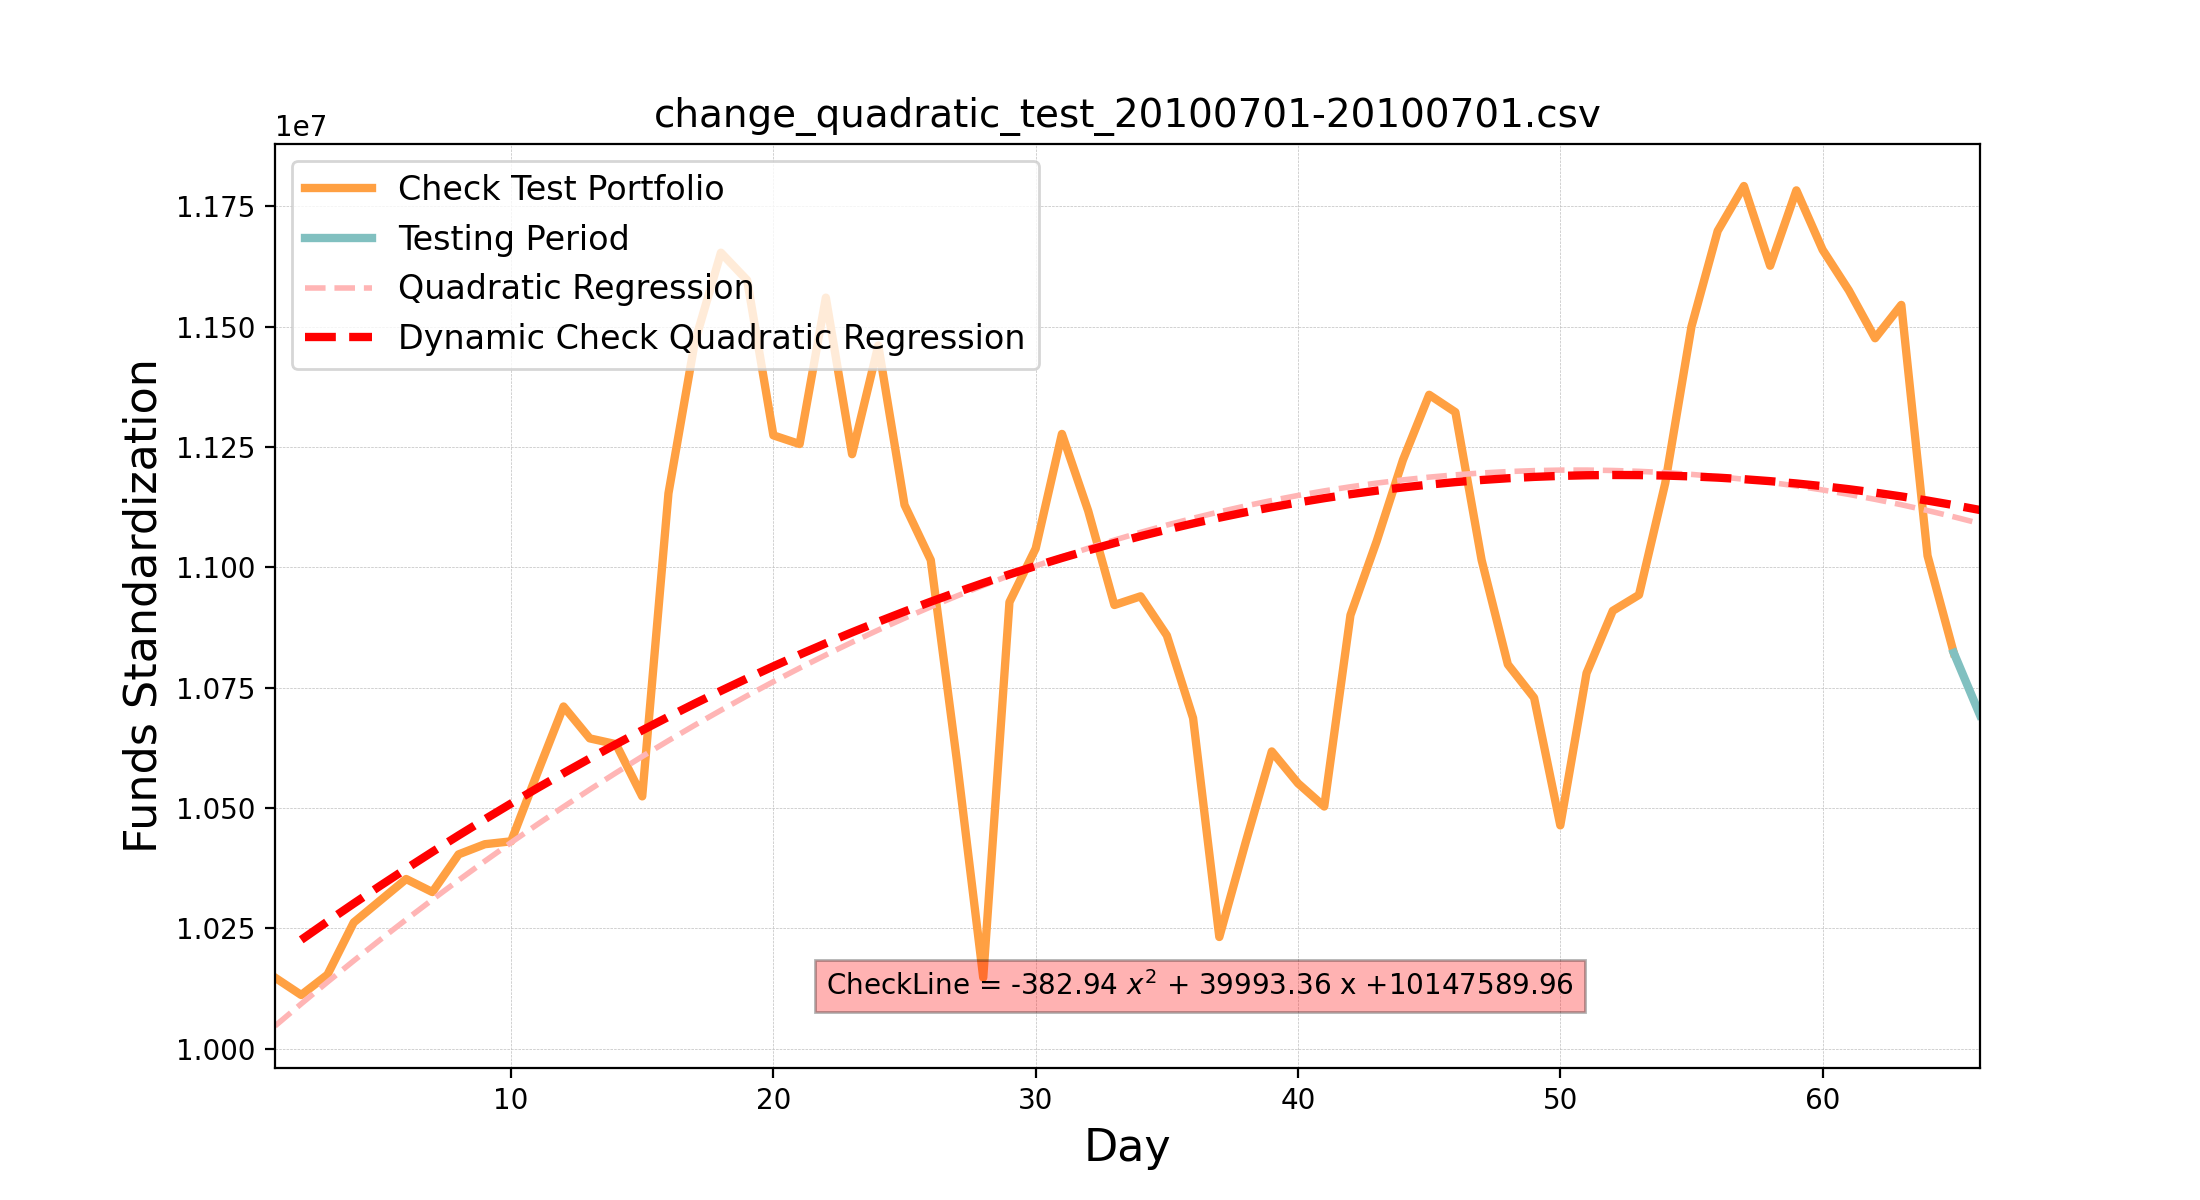 change_quadratic_test_20100701-20100701.csv
1e7
Check Test Portfolio
Testing Period
Quadratic Regression
Dynamic Check Quadratic Regression
1.175
1.150
1.125
1.100
1.075
1.050
1.025
1.000
Funds Standardization
CheckLine = -382.94 x² + 39993.36 x +10147589.96
10 20 30 40 50 60
Day